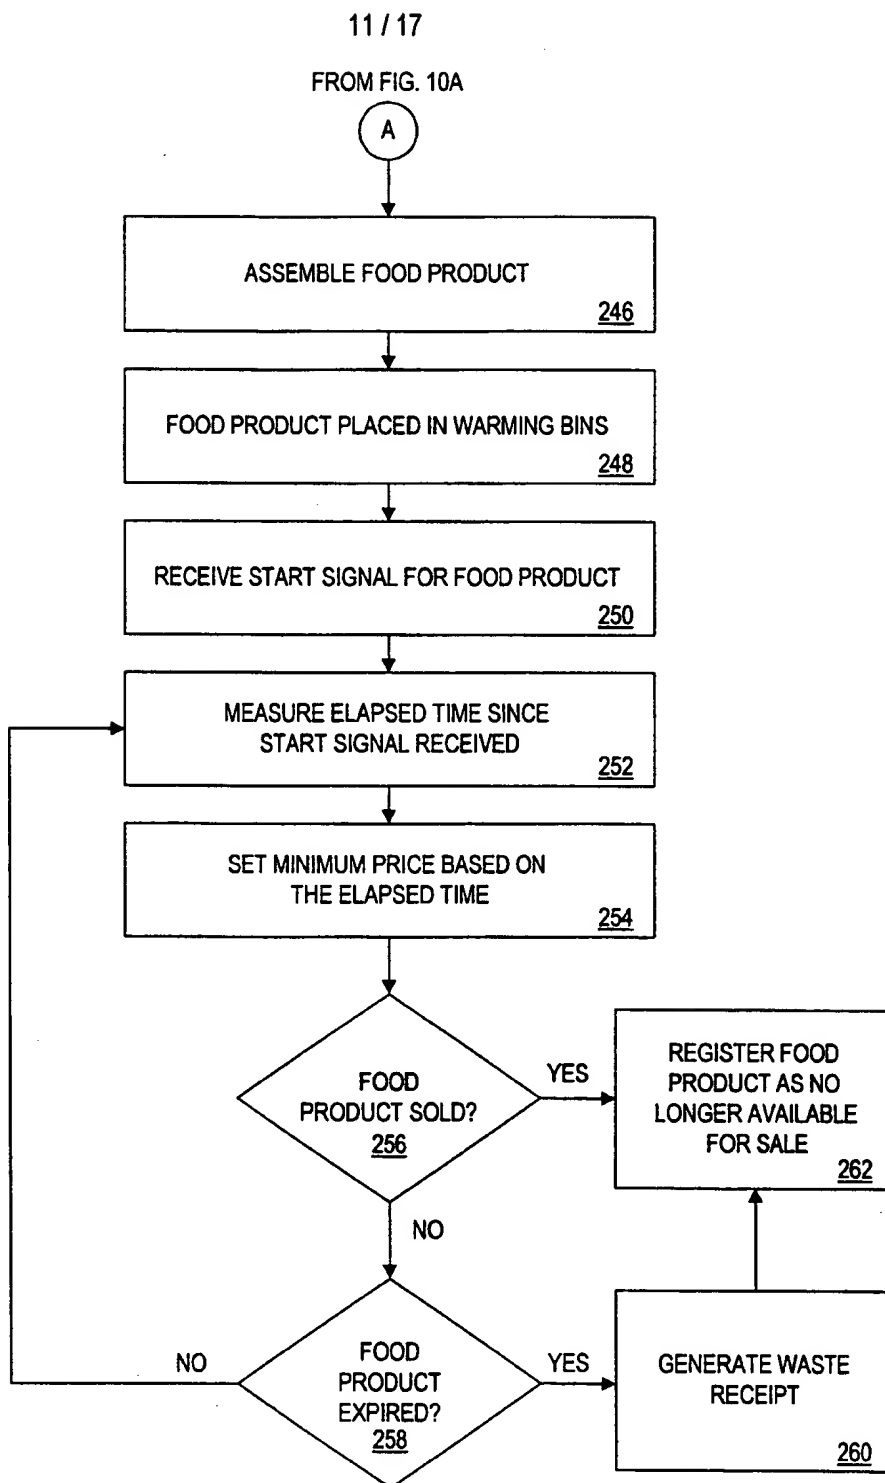 11 / 17
FROM FIG. 10A
A
ASSEMBLE FOOD PRODUCT
246
FOOD PRODUCT PLACED IN WARMING BINS
248
RECEIVE START SIGNAL FOR FOOD PRODUCT
250
MEASURE ELAPSED TIME SINCE
START SIGNAL RECEIVED
252
SET MINIMUM PRICE BASED ON
THE ELAPSED TIME
254
FOOD
PRODUCT SOLD?
256
YES
REGISTER FOOD
PRODUCT AS NO
LONGER AVAILABLE
FOR SALE
262
NO
FOOD
PRODUCT
EXPIRED?
258
NO
YES
GENERATE WASTE
RECEIPT
260